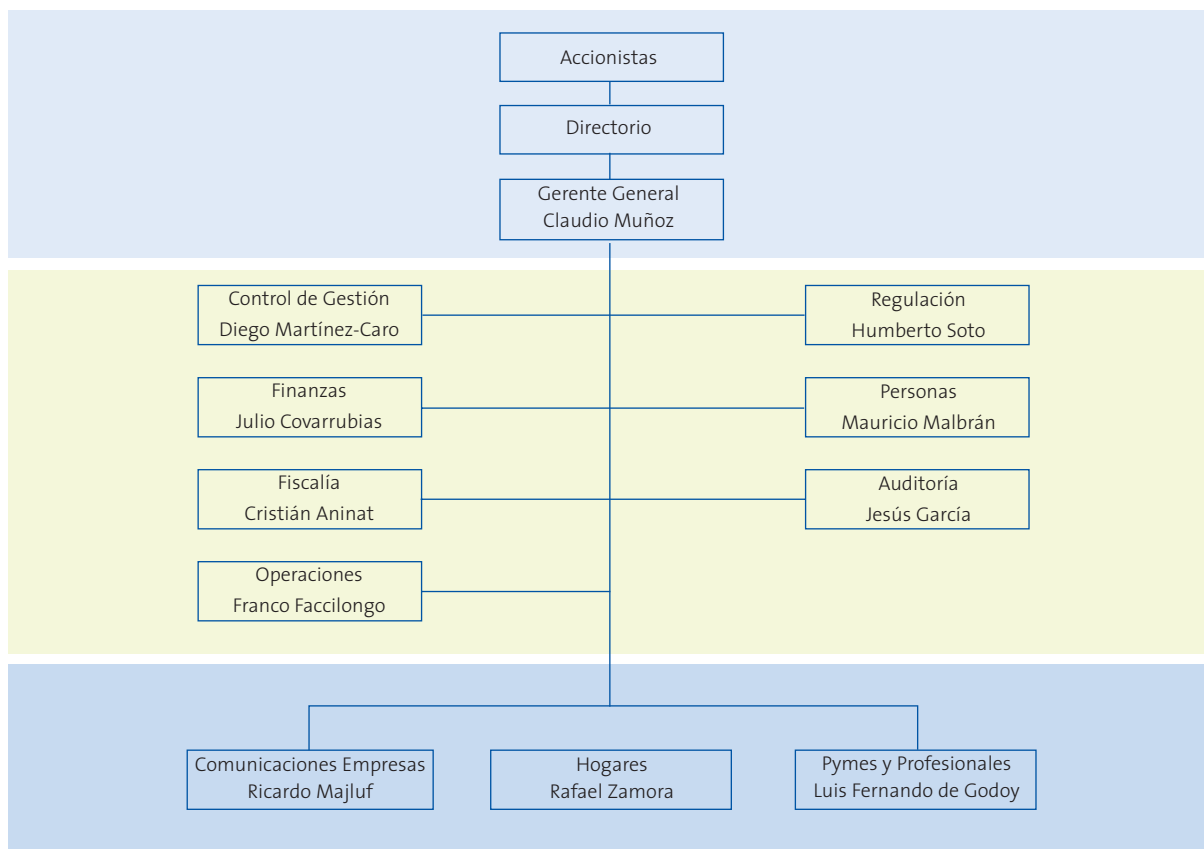 Accionistas
Directorio
Gerente General
Claudio Muñoz
Control de Gestión
Diego Martínez-Caro
Regulación
Humberto Soto
Finanzas
Julio Covarrubias
Personas
Mauricio Malbrán
Fiscalía
Cristián Aninat
Auditoría
Jesús García
Operaciones
Franco Faccilongo
Comunicaciones Empresas
Ricardo Majluf
Hogares
Rafael Zamora
Pymes y Profesionales
Luis Fernando de Godoy